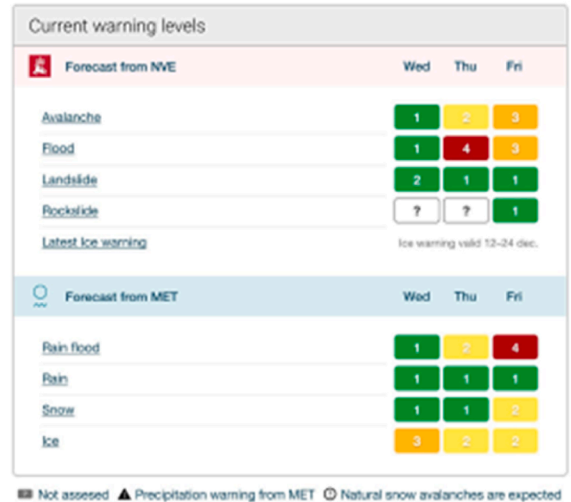 Current warning levels
Forecast from NVE Wed Thu Fri
Avalanche 1 2 3
Flood 1 4 3
Landslide 2 1 1
Rockslide ? ? 1
Latest Ice warning Ice warning valid 12-24 dec.
Forecast from MET Wed Thu Fri
Rain flood 1 2 4
Rain 1 1 1
Snow 1 1 2
Ice 3 2 2
Not assesed Precipitation warning from MET Natural snow avalanches are expected